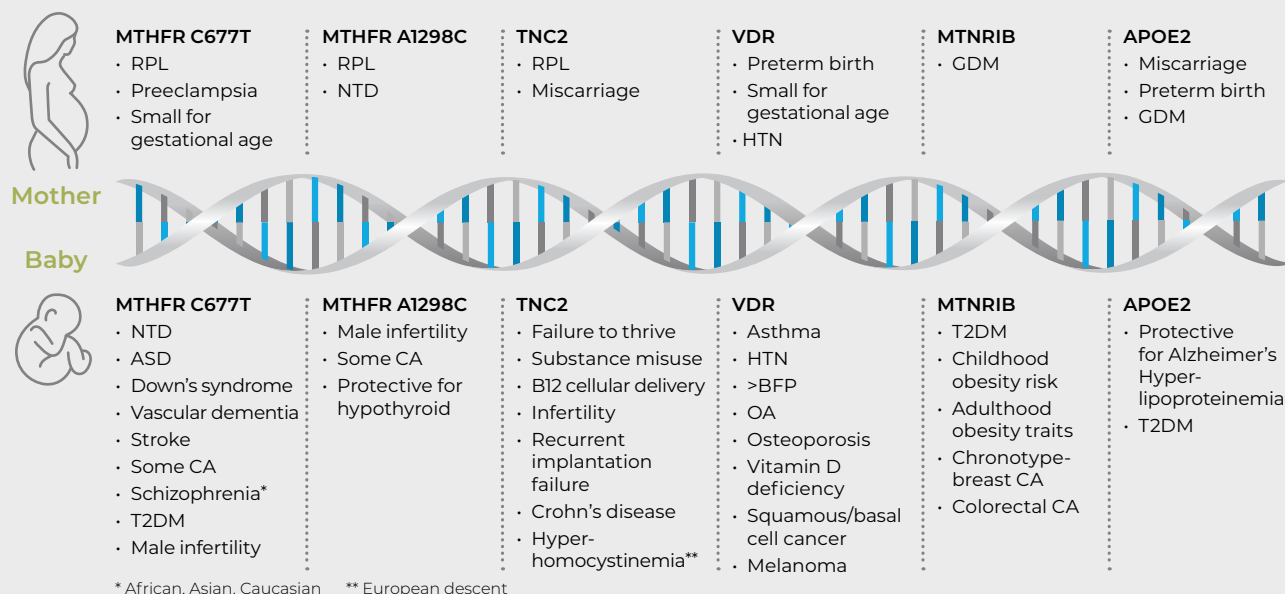 MTHFR C677T
· RPL
· Preeclampsia
· Small for
gestational age
MTHFR A1298C
· RPL
· NTD
TNC2
· RPL
· Miscarriage
VDR
· Preterm birth
· Small for
gestational age
· HTN
MTNRIB
· GDM
APOE2
· Miscarriage
· Preterm birth
· GDM
Mother
Baby
MTHFR C677T
· NTD
· ASD
· Down’s syndrome
· Vascular dementia
· Stroke
· Some CA
· Schizophrenia*
· T2DM
· Male infertility
MTHFR A1298C
· Male infertility
· Some CA
· Protective for
hypothyroid
TNC2
· Failure to thrive
· Substance misuse
· B12 cellular delivery
· Infertility
· Recurrent
implantation
failure
· Crohn’s disease
· Hyper-
homocystinemia**
VDR
· Asthma
· HTN
· >BFP
· OA
· Osteoporosis
· Vitamin D
deficiency
· Squamous/basal
cell cancer
· Melanoma
MTNRIB
· T2DM
· Childhood
obesity risk
· Adulthood
obesity traits
· Chronotype-
breast CA
· Colorectal CA
APOE2
· Protective
for Alzheimer’s
Hyper-
lipoproteinemia
· T2DM
* African, Asian, Caucasian ** European descent